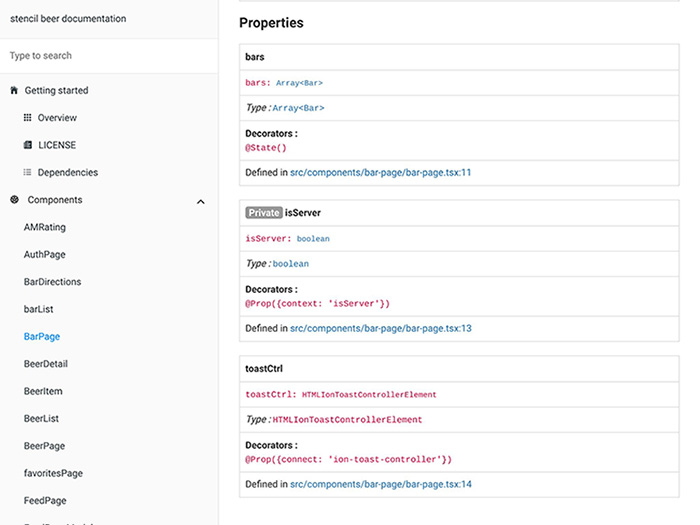 stencil beer documentation
Type to search
Getting started
Overview
LICENSE
Dependencies
Components
AMRating
AuthPage
BarDirections
barList
BarPage
BeerDetail
BeerItem
BeerList
BeerPage
favoritesPage
FeedPage
Properties
bars
bars: Array<Bar>
Type :Array<Bar>
Decorators :
@State()
Defined in src/components/bar-page/bar-page.tsx:11
Private isServer
isServer: boolean
Type :boolean
Decorators :
@Prop({context: 'isServer'})
Defined in src/components/bar-page/bar-page.tsx:13
toastCtrl
toastCtrl: HTMLIonToastControllerElement
Type :HTMLIonToastControllerElement
Decorators :
@Prop({connect: 'ion-toast-controller'})
Defined in src/components/bar-page/bar-page.tsx:14